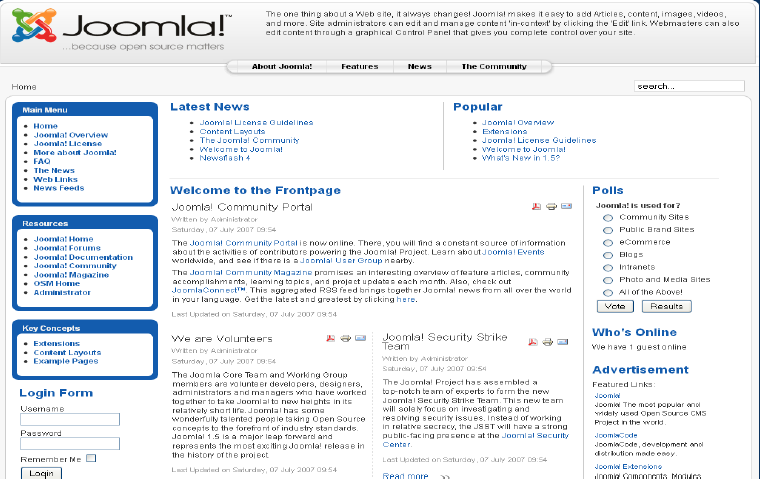 Joomla!™
...because open source matters
The one thing about a Web site, it always changes! Joomla! makes it easy to add Articles, content, images, videos,
and more. Site administrators can edit and manage content 'in-context' by clicking the 'Edit' link. Webmasters can also
edit content through a graphical Control Panel that gives you complete control over your site.
About Joomla!
Features
News
The Community
Home
search...
Main Menu
Home
Joomla! Overview
Joomla! License
More about Joomla!
FAQ
The News
Web Links
News Feeds
Resources
Joomla! Home
Joomla! Forums
Joomla! Documentation
Joomla! Community
Joomla! Magazine
OSM Home
Administrator
Key Concepts
Extensions
Content Layouts
Example Pages
Login Form
Username
Password
Remember Me
Login
Latest News
Joomla! License Guidelines
Content Layouts
The Joomla! Community
Welcome to Joomla!
Newsflash 4
Popular
Joomla! Overview
Extensions
Joomla! License Guidelines
Welcome to Joomla!
What's New in 1.5?
Welcome to the Frontpage
Joomla! Community Portal
Written by Administrator
Saturday, 07 July 2007 09:54
The Joomla! Community Portal is now online. There, you will find a constant source of information
about the activities of contributors powering the Joomla! Project. Learn about Joomla! Events
worldwide, and see if there is a Joomla! User Group nearby.
The Joomla! Community Magazine promises an interesting overview of feature articles, community
accomplishments, learning topics, and project updates each month. Also, check out
JoomlaConnect™. This aggregated RSS feed brings together Joomla! news from all over the world
in your language. Get the latest and greatest by clicking here.
Last Updated on Saturday, 07 July 2007 09:54
We are Volunteers
Written by Administrator
Saturday, 07 July 2007 09:54
The Joomla Core Team and Working Group
members are volunteer developers, designers,
administrators and managers who have worked
together to take Joomla! to new heights in its
relatively short life. Joomla! has some
wonderfully talented people taking Open Source
concepts to the forefront of industry standards.
Joomla! 1.5 is a major leap forward and
represents the most exciting Joomla! release in
the history of the project.
Last Updated on Saturday, 07 July 2007 09:54
Joomla! Security Strike
Team
Written by Administrator
Saturday, 07 July 2007 09:54
The Joomla! Project has assembled a
top-notch team of experts to form the new
Joomla! Security Strike Team. This new team
will solely focus on investigating and
resolving security issues. Instead of working
in relative secrecy, the JSST will have a strong
public-facing presence at the Joomla! Security
Center.
Last Updated on Saturday, 07 July 2007 09:54
Read more...
Polls
Joomla! is used for?
Community Sites
Public Brand Sites
eCommerce
Blogs
Intranets
Photo and Media Sites
All of the Above!
Vote
Results
Who's Online
We have 1 guest online
Advertisement
Featured Links:
Joomla!
Joomla! The most popular and
widely used Open Source CMS
Project in the world.
JoomlaCode
JoomlaCode, development and
distribution made easy.
Joomla! Extensions
Joomla! Components, Modules,